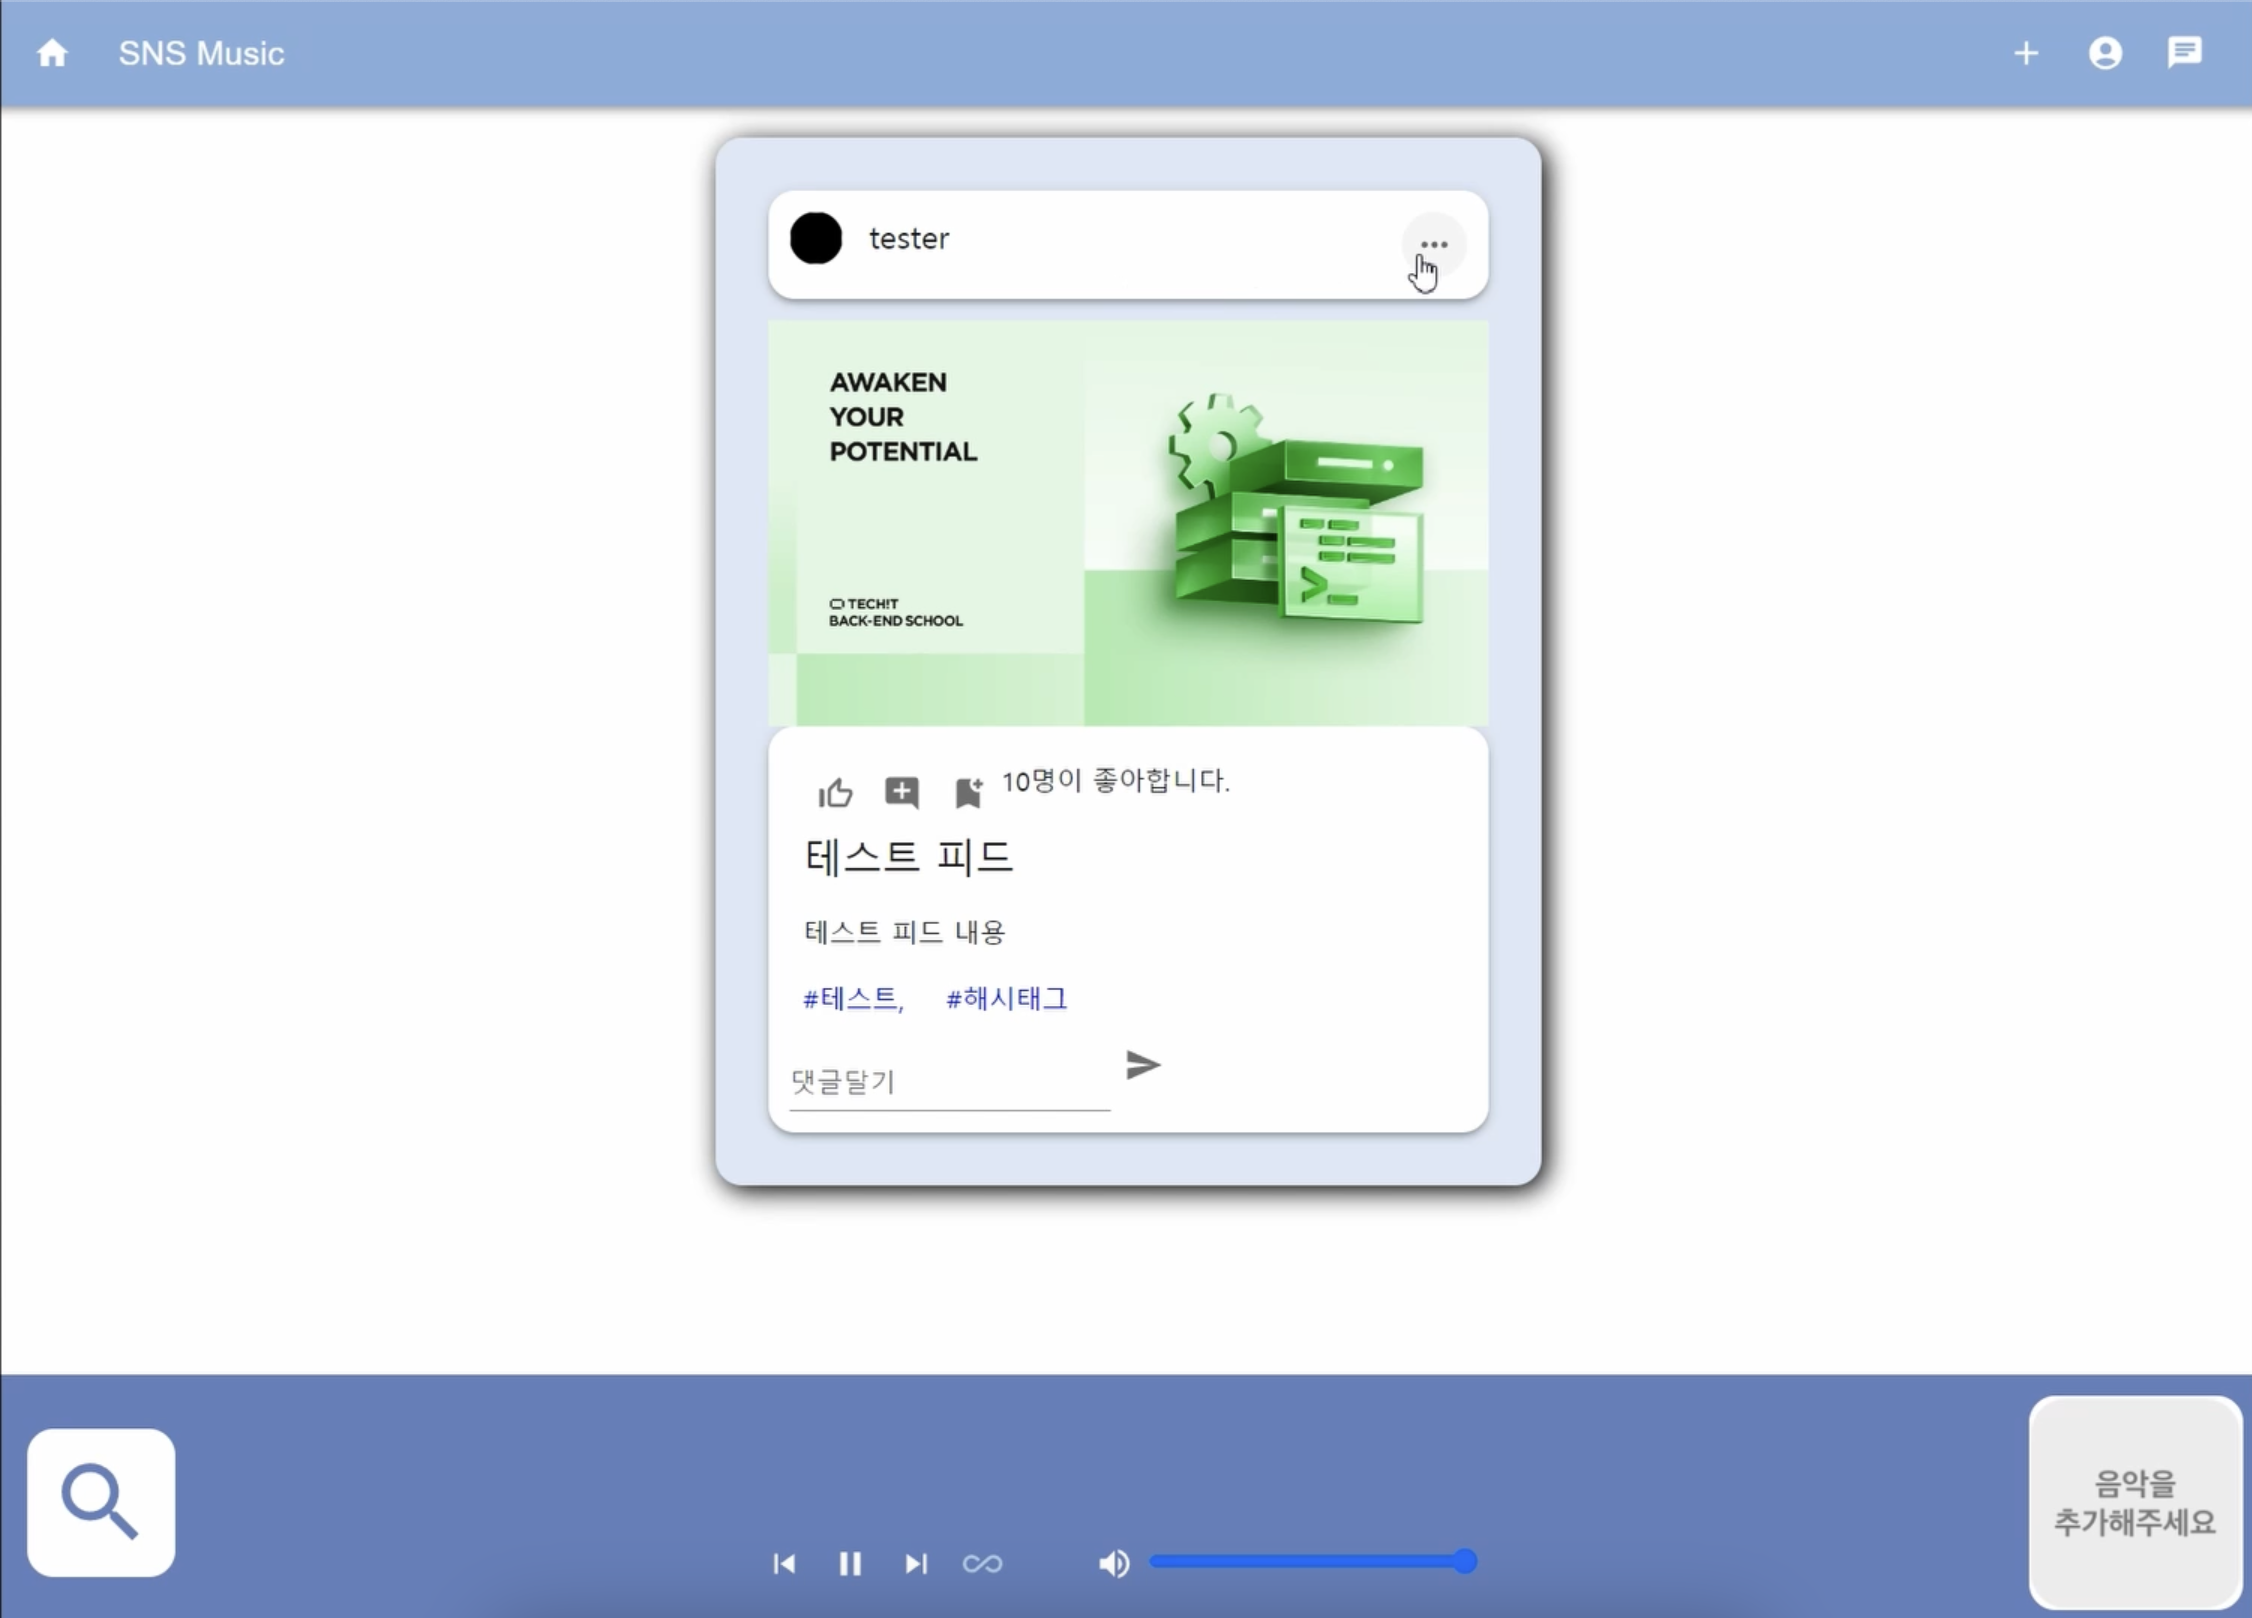 SNS Music
tester
AWAKEN
YOUR
POTENTIAL
TECH!T
BACK-END SCHOOL
10명이 좋아합니다.
테스트 피드
테스트 피드 내용
#테스트, #해시태그
댓글달기
음악을
추가해주세요